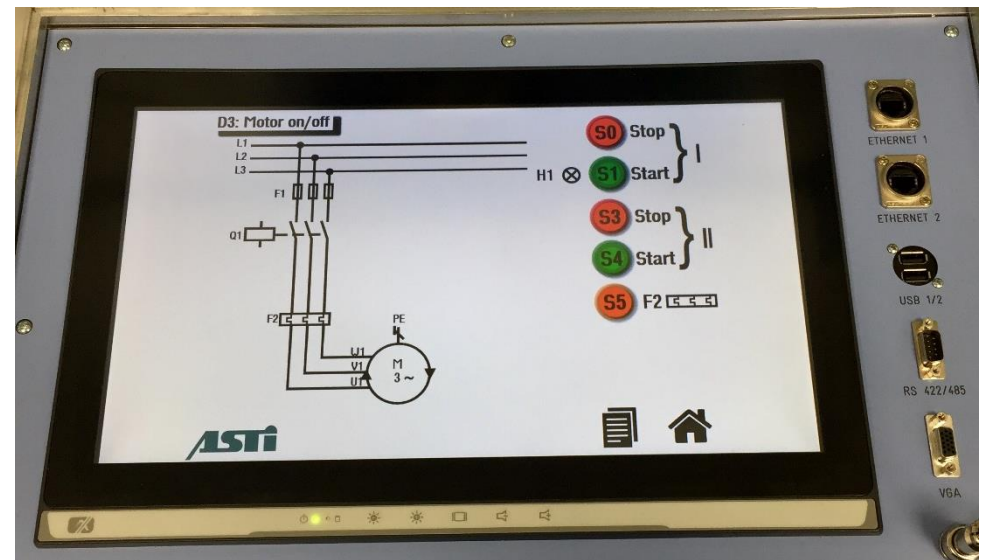 D3: Motor on/off
L1
L2
L3
F1
Q1
F2
PE
W1
V1
U1
M
3 ~
S0 Stop
I
H1 S1 Start
S3 Stop
II
S4 Start
S5 F2
ASTi
ETHERNET 1
ETHERNET 2
USB 1/2
RS 422/485
VGA